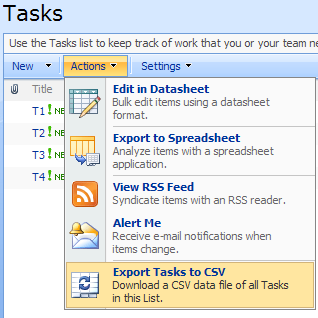 Tasks
Use the Tasks list to keep track of work that you or your team ne
New Actions Settings
Title
T1 ! NE
T2 ! NE
T3 ! NE
T4 ! NE
Edit in Datasheet
Bulk edit items using a datasheet
format.
Export to Spreadsheet
Analyze items with a spreadsheet
application.
View RSS Feed
Syndicate items with an RSS reader.
Alert Me
Receive e-mail notifications when
items change.
Export Tasks to CSV
Download a CSV data file of all Tasks
in this List.